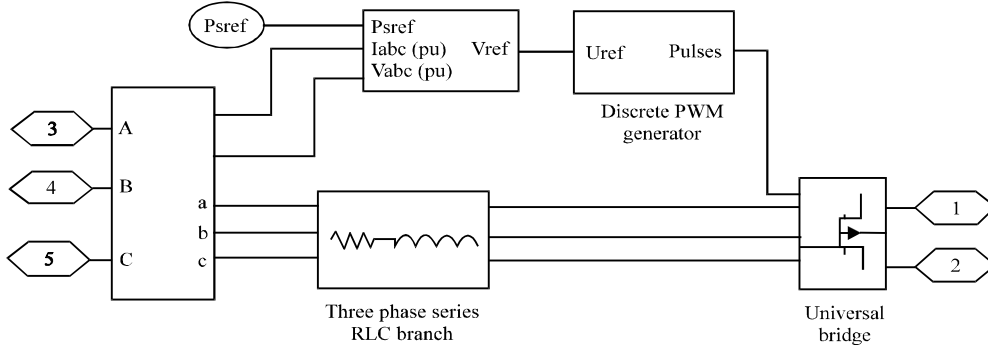 Psref
Psref
Iabc (pu)
Vabc (pu)
Vref
Uref
Pulses
Discrete PWM
generator
3
4
5
A
B
C
a
b
c
Three phase series
RLC branch
1
2
Universal
bridge